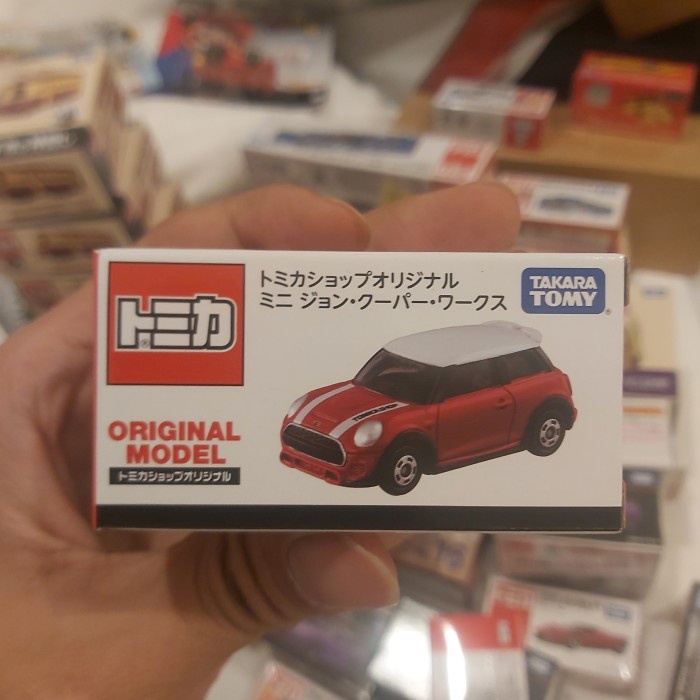 トミカショップオリジナル
ミニ ジョン・クーパー・ワークス
TAKARA
TOMY
トミカ
ORIGINAL
MODEL
トミカショップオリジナル